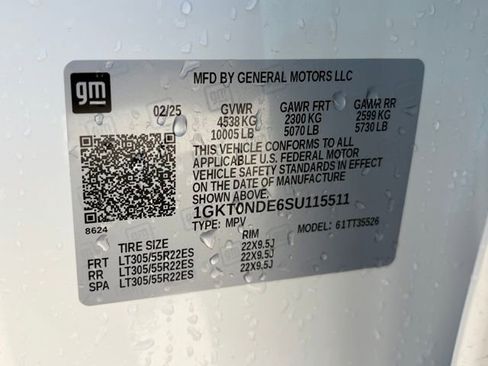 gm
MFD BY GENERAL MOTORS LLC
02/25 GVWR GAWR FRT GAWR RR
4538 KG 2300 KG 2599 KG
10005 LB 5070 LB 5730 LB
THIS VEHICLE CONFORMS TO ALL
APPLICABLE U.S. FEDERAL MOTOR
VEHICLE SAFETY STANDARDS IN EFFECT
ON THE DATE OF MANUFACTURE
SHOWN ABOVE.
1GKT0NDE6SU115511
8624 TYPE: MPV 61TT35526
TIRE SIZE RIM
FRT LT305/55R22ES 22X9.5J
RR LT305/55R22ES 22X9.5J
SPA LT305/55R22ES 22X9.5J